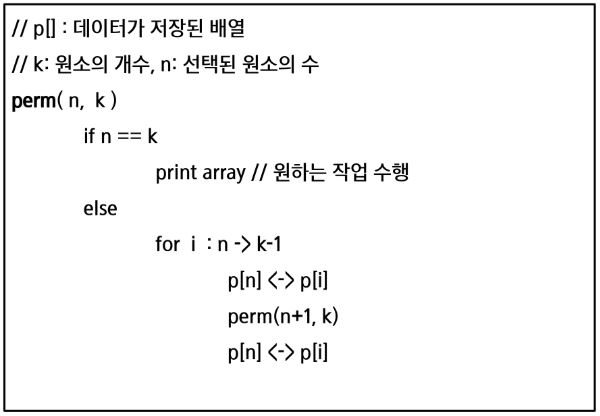 // p[] : 데이터가 저장된 배열
// k: 원소의 개수, n: 선택된 원소의 수
perm( n,  k )
if n == k
print array // 원하는 작업 수행
else
for  i  : n -> k-1
p[n] <-> p[i]
perm(n+1, k)
p[n] <-> p[i]